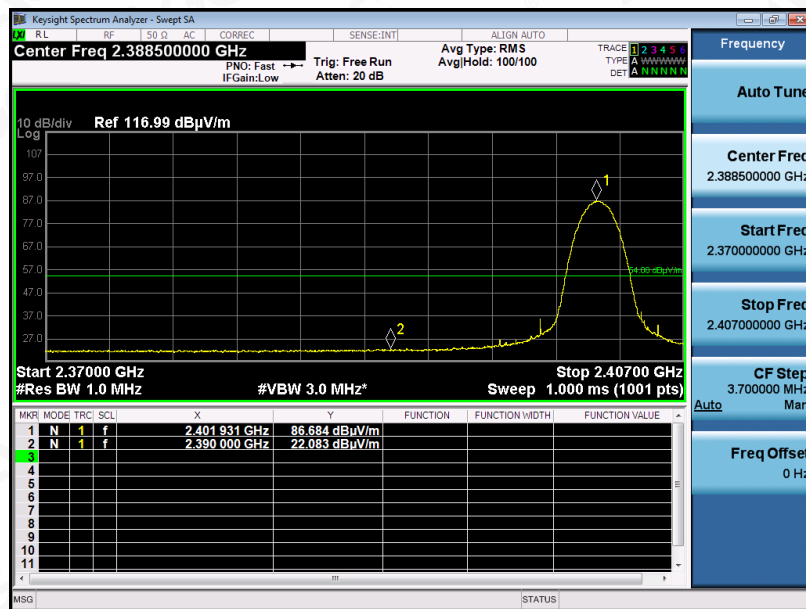 Keysight Spectrum Analyzer - Swept SA
LXI RL RF 50 Ω AC CORREC SENSE:INT ALIGN AUTO
Center Freq 2.388500000 GHz
PNO: Fast
IFGain:Low
Trig: Free Run
Atten: 20 dB
Avg Type: RMS
Avg|Hold: 100/100
TRACE 1 2 3 4 5 6
TYPE A WWWWW
DET A N N N N N
10 dB/div Ref 116.99 dBµV/m
Log
107
97.0
87.0
77.0
67.0
57.0
47.0
37.0
27.0
1
54.00 dBµV/m
2
Start 2.37000 GHz Stop 2.40700 GHz
#Res BW 1.0 MHz #VBW 3.0 MHz* Sweep 1.000 ms (1001 pts)
MKR MODE TRC SCL X Y FUNCTION FUNCTION WIDTH FUNCTION VALUE
1 N 1 f 2.401 931 GHz 86.684 dBµV/m
2 N 1 f 2.390 000 GHz 22.083 dBµV/m
3
4
5
6
7
8
9
10
11
MSG STATUS
Frequency
Auto Tune
Center Freq
2.388500000 GHz
Start Freq
2.370000000 GHz
Stop Freq
2.407000000 GHz
CF Step
3.700000 MHz
Auto Man
Freq Offset
0 Hz